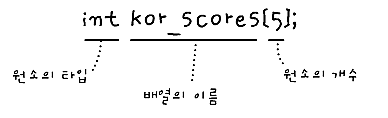 int kor_scores[5];
원소의 타입
배열의 이름
원소의 개수